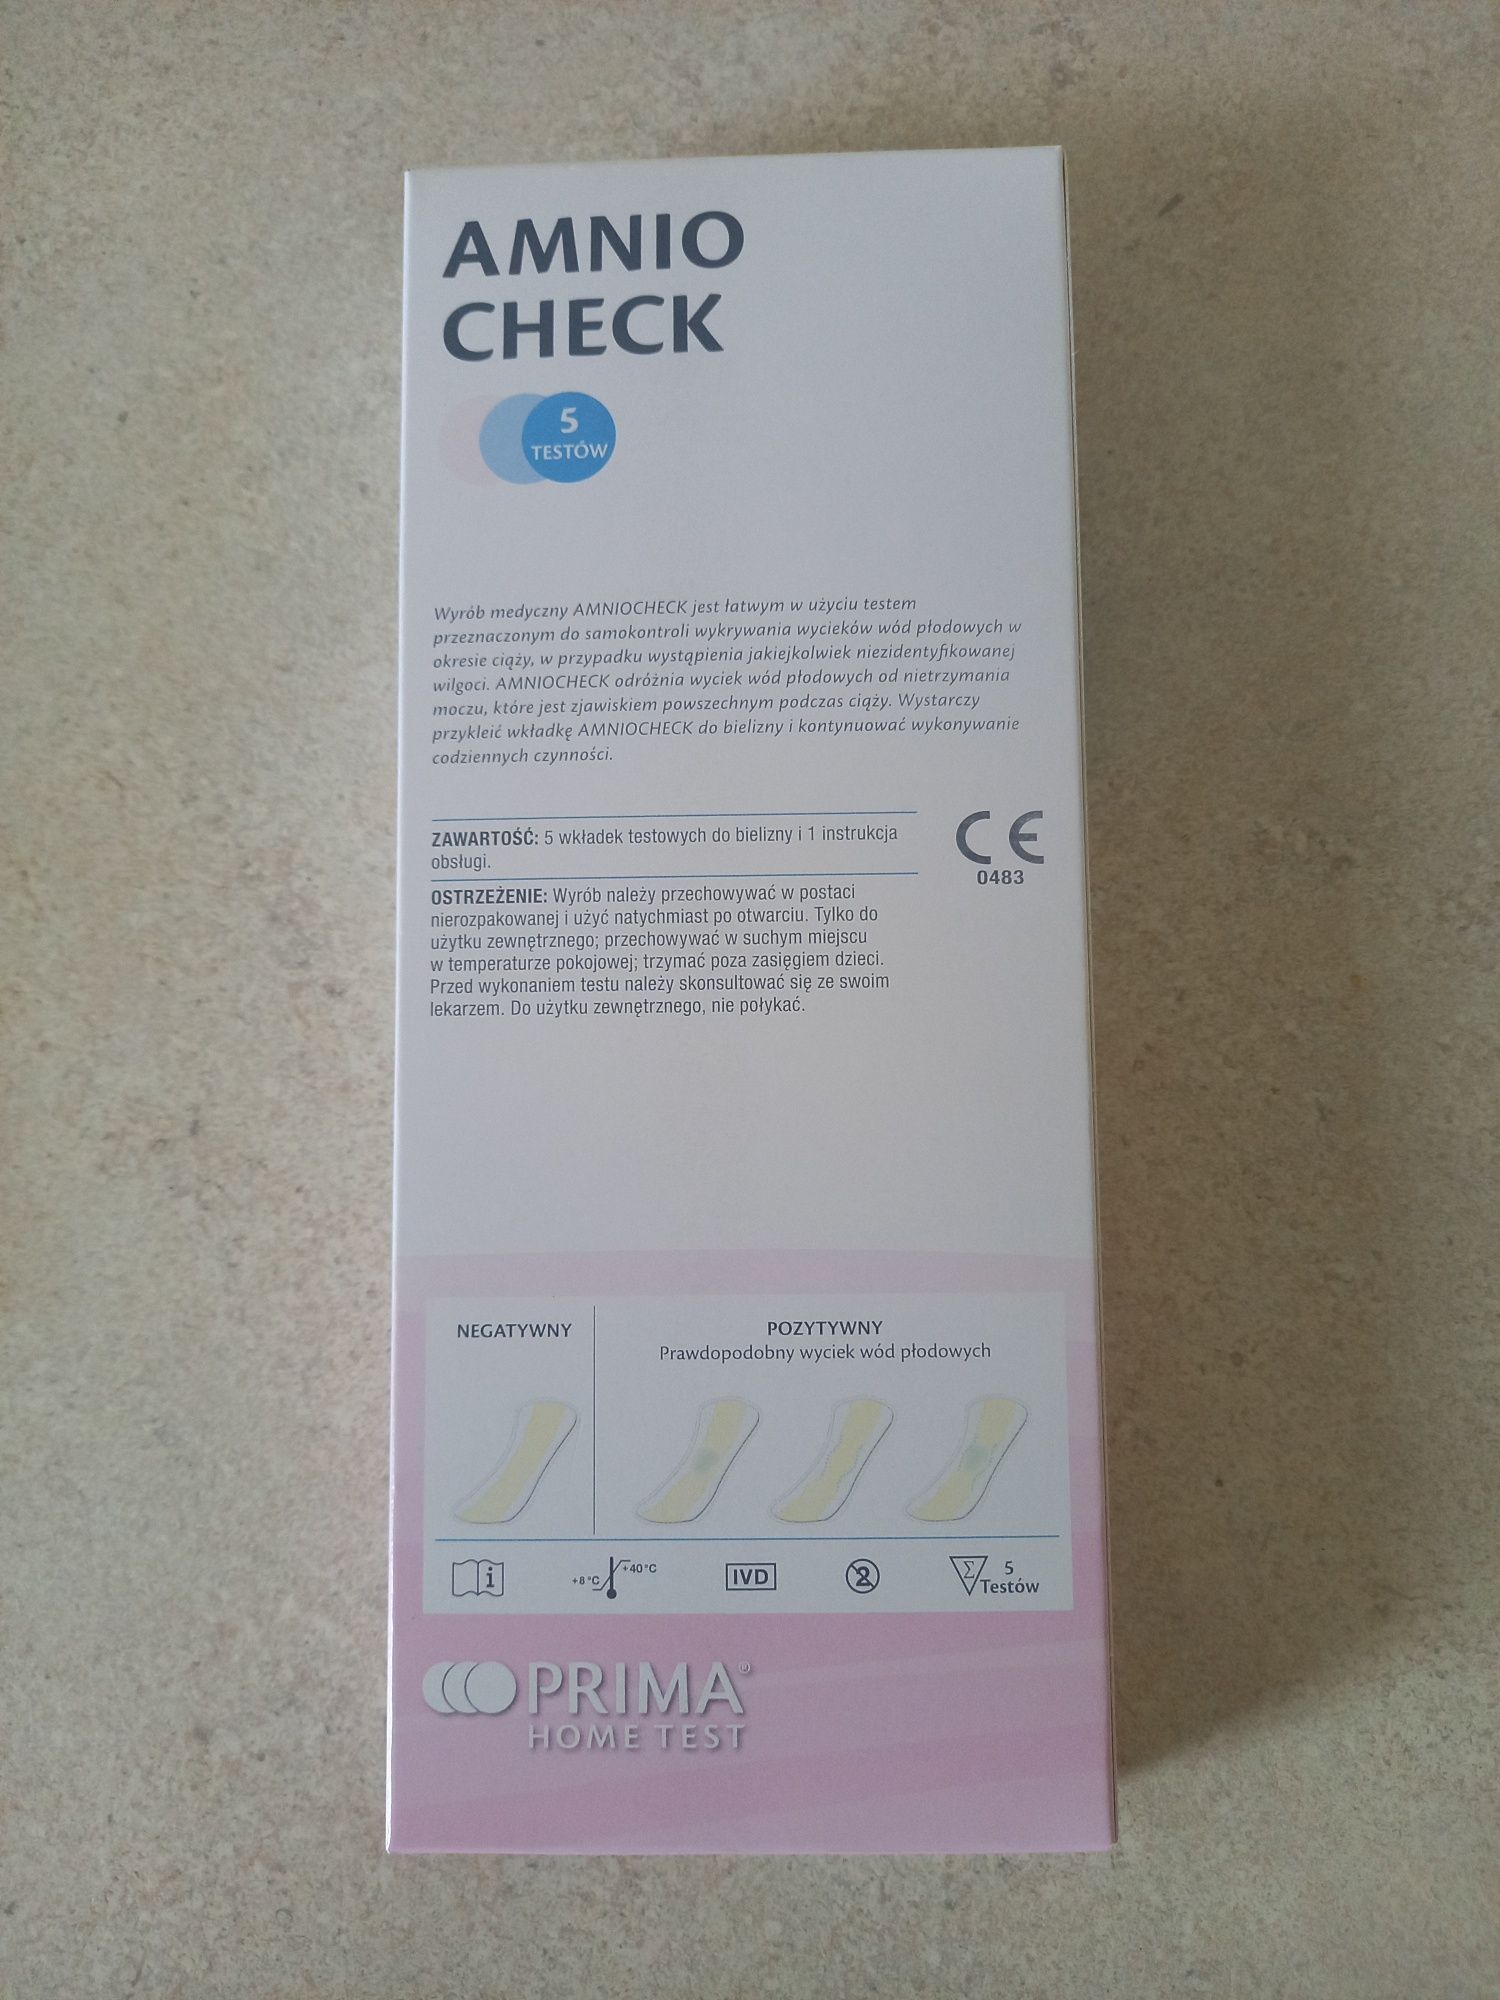 AMNIO
CHECK
5
TESTÓW
Wyrób medyczny AMNIOCHECK jest łatwym w użyciu testem
przeznaczonym do samokontroli wykrywania wycieków wód płodowych w
okresie ciąży, w przypadku wystąpienia jakiejkolwiek niezidentyfikowanej
wilgoci. AMNIOCHECK odróżnia wyciek wód płodowych od nietrzymania
moczu, które jest zjawiskiem powszechnym podczas ciąży. Wystarczy
przykleić wkładkę AMNIOCHECK do bielizny i kontynuować wykonywanie
codziennych czynności.
ZAWARTOŚĆ: 5 wkładek testowych do bielizny i 1 instrukcja
obsługi.
CE
0483
OSTRZEŻENIE: Wyrób należy przechowywać w postaci
nierozpakowanej i użyć natychmiast po otwarciu. Tylko do
użytku zewnętrznego; przechowywać w suchym miejscu
w temperaturze pokojowej; trzymać poza zasięgiem dzieci.
Przed wykonaniem testu należy skonsultować się ze swoim
lekarzem. Do użytku zewnętrznego, nie połykać.
NEGATYWNY
POZYTYWNY
Prawdopodobny wyciek wód płodowych
i
+8°C
+40°C
IVD
2
Σ
5
Testów
PRIMA®
HOME TEST